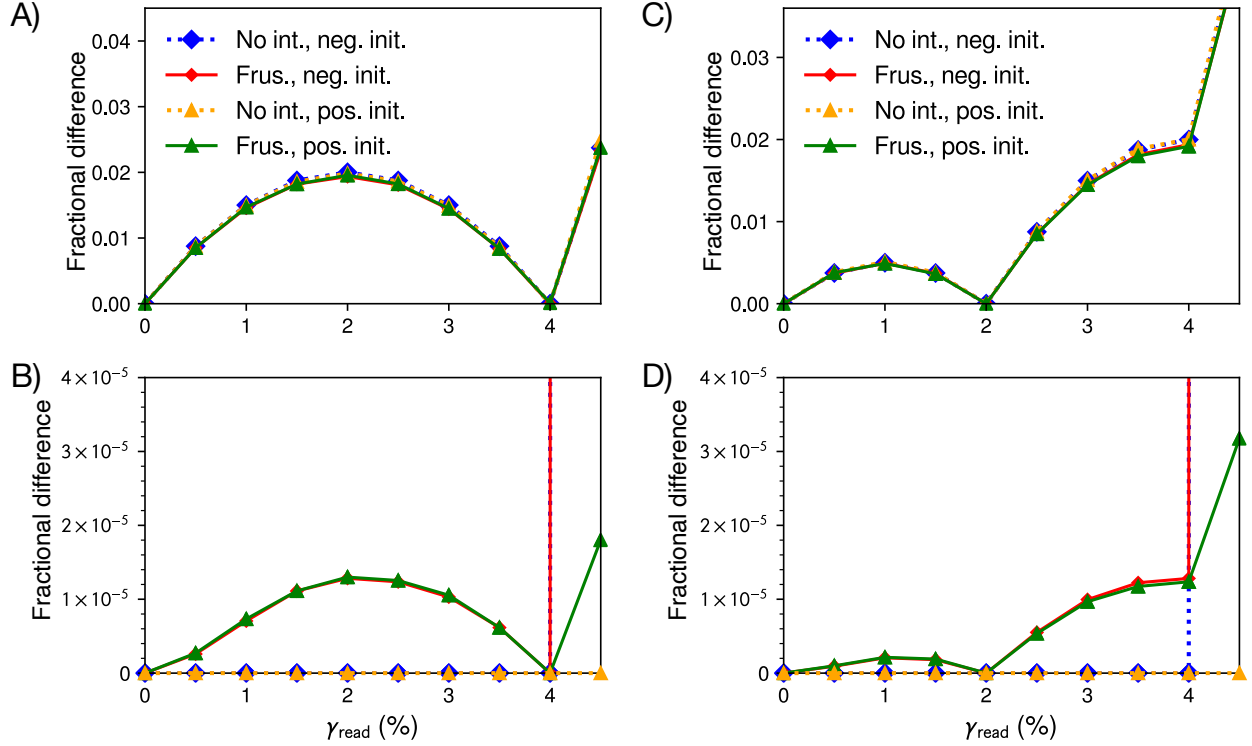 A)
Fractional difference
0.04
0.03
0.02
0.01
0.00
No int., neg. init.
Frus., neg. init.
No int., pos. init.
Frus., pos. init.
0 1 2 3 4
C)
Fractional difference
0.03
0.02
0.01
0.00
No int., neg. init.
Frus., neg. init.
No int., pos. init.
Frus., pos. init.
0 1 2 3 4
B)
Fractional difference
4×10⁻⁵
3×10⁻⁵
2×10⁻⁵
1×10⁻⁵
0
0 1 2 3 4
γread (%)
D)
Fractional difference
4×10⁻⁵
3×10⁻⁵
2×10⁻⁵
1×10⁻⁵
0
0 1 2 3 4
γread (%)